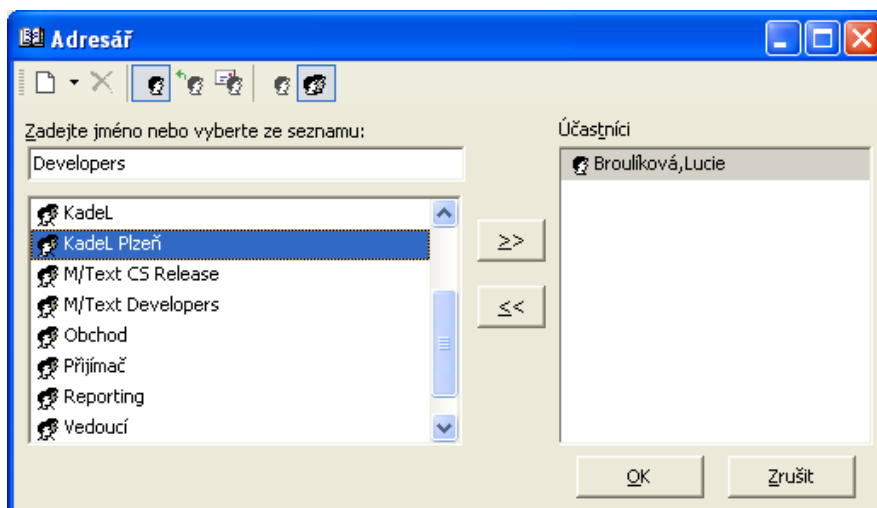 Adresář
Zadejte jméno nebo vyberte ze seznamu:
Developers
KadeL
KadeL Plzeň
M/Text CS Release
M/Text Developers
Obchod
Přijímač
Reporting
Vedoucí
>>
<<
Účastníci
Broulíková,Lucie
OK
Zrušit